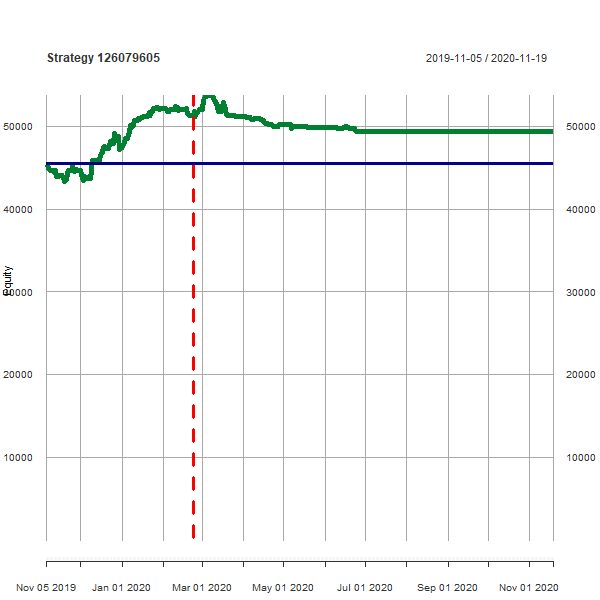 Strategy 126079605
2019-11-05 / 2020-11-19
50000 50000
40000 40000
Equity
30000 30000
20000 20000
10000 10000
Nov 05 2019 Jan 01 2020 Mar 01 2020 May 01 2020 Jul 01 2020 Sep 01 2020 Nov 01 2020